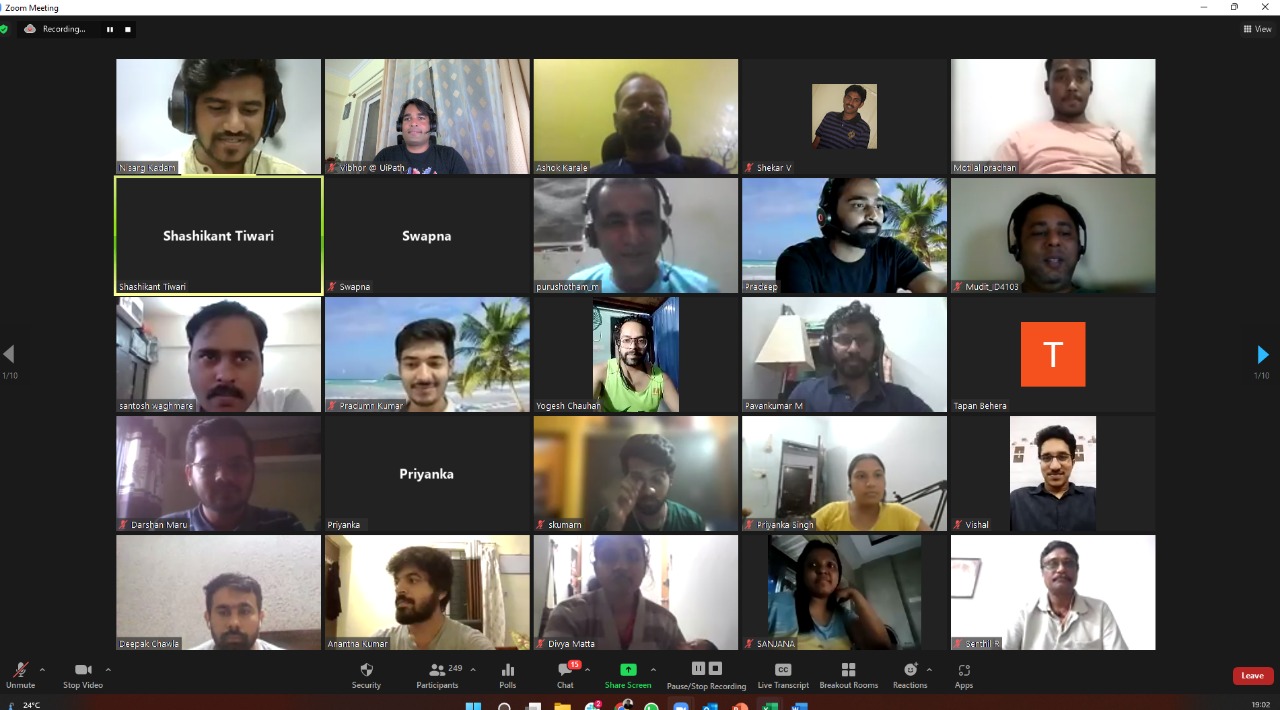 Zoom Meeting
Recording...
View
Nisarg Kadam
Vibhor @ UiPath
Ashok Karale
Shekar V
Motilal pradhan
Shashikant Tiwari
Shashikant Tiwari
Swapna
Swapna
purushotham_m
Pradeep
Mudit_ID4103
1/10
santosh waghmare
Pradumn Kumar
Yogesh Chauhan
Pavankumar M
T
Tapan Behera
1/10
Darshan Maru
Priyanka
Priyanka
skumam
Priyanka Singh
Vishal
Deepak Chawla
Anantha Kumar
Divya Matta
SANJANA
Senthil R
Unmute
Stop Video
Security
249
Participants
Polls
15
Chat
Share Screen
Pause/Stop Recording
CC
Live Transcript
Breakout Rooms
Reactions
Apps
Leave
24°C
19:02